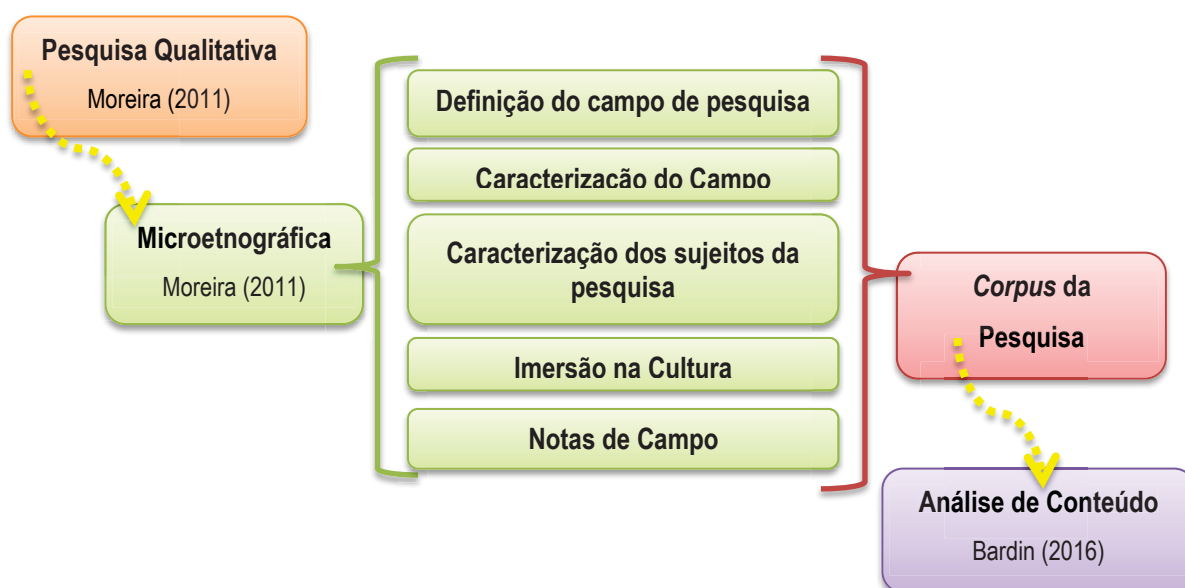 Pesquisa Qualitativa
Moreira (2011)
Microetnográfica
Moreira (2011)
Definição do campo de pesquisa
Caracterização do Campo
Caracterização dos sujeitos da
pesquisa
Imersão na Cultura
Notas de Campo
Corpus da
Pesquisa
Análise de Conteúdo
Bardin (2016)